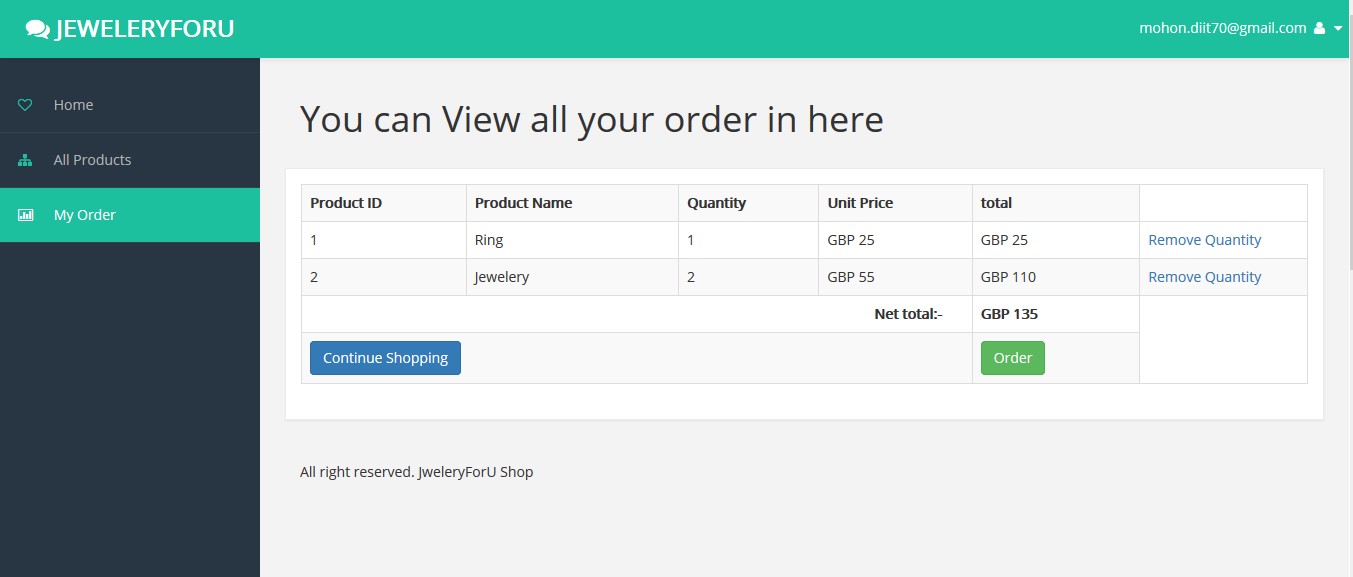 JEWELERYFORU
mohon.diit70@gmail.com
Home
All Products
My Order
You can View all your order in here
Product ID Product Name Quantity Unit Price total
1 Ring 1 GBP 25 GBP 25 Remove Quantity
2 Jewelery 2 GBP 55 GBP 110 Remove Quantity
Net total:- GBP 135
Continue Shopping Order
All right reserved. JweleryForU Shop